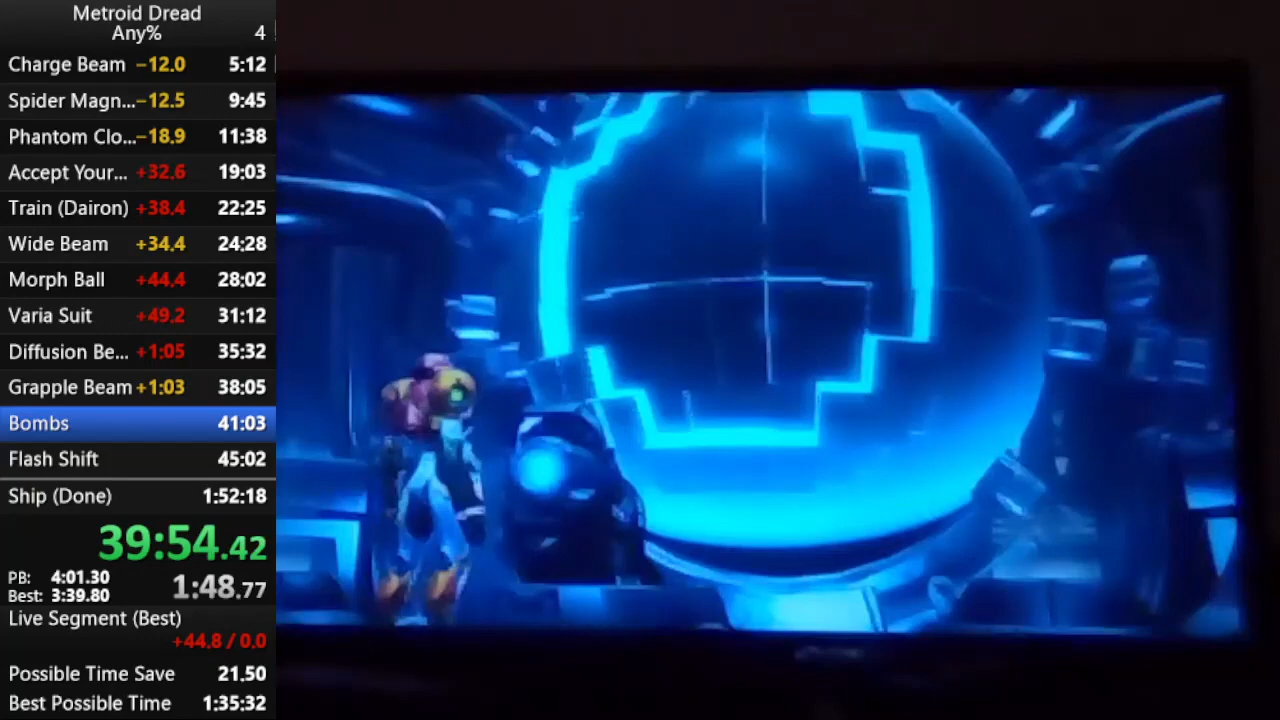 Metroid Dread
Any% 4
Charge Beam −12.0 5:12
Spider Magn... −12.5 9:45
Phantom Clo... −18.9 11:38
Accept Your... +32.6 19:03
Train (Dairon) +38.4 22:25
Wide Beam +34.4 24:28
Morph Ball +44.4 28:02
Varia Suit +49.2 31:12
Diffusion Be... +1:05 35:32
Grapple Beam +1:03 38:05
Bombs 41:03
Flash Shift 45:02
Ship (Done) 1:52:18
39:54.42
PB: 4:01.30
Best: 3:39.80 1:48.77
Live Segment (Best)
+44.8 / 0.0
Possible Time Save 21.50
Best Possible Time 1:35:32